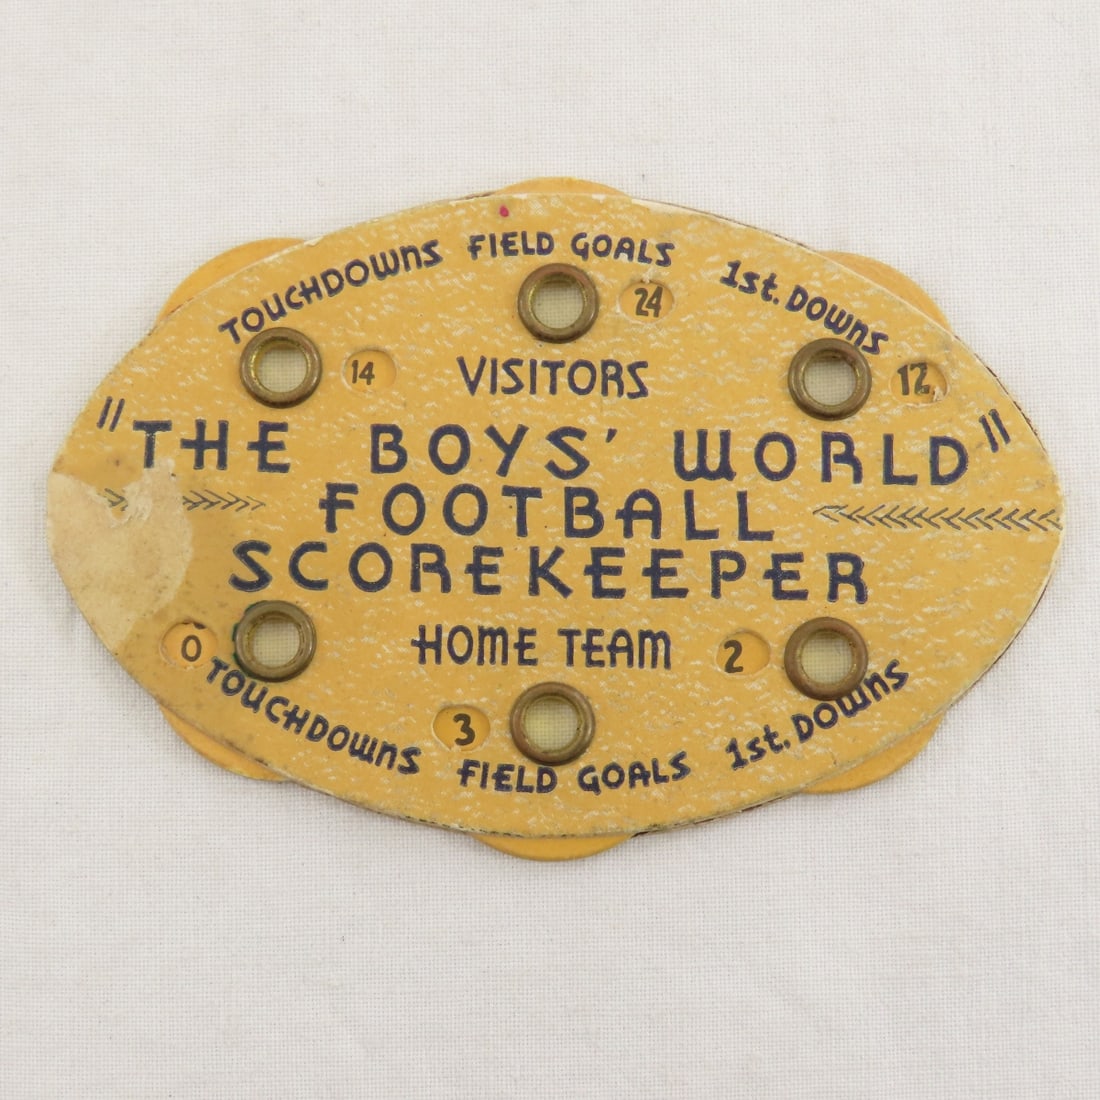 TOUCHDOWNS FIELD GOALS 1st. DOWNS
14 24 12
VISITORS
"THE BOYS' WORLD"
FOOTBALL
SCOREKEEPER
HOME TEAM
0 3 2
TOUCHDOWNS FIELD GOALS 1st. DOWNS